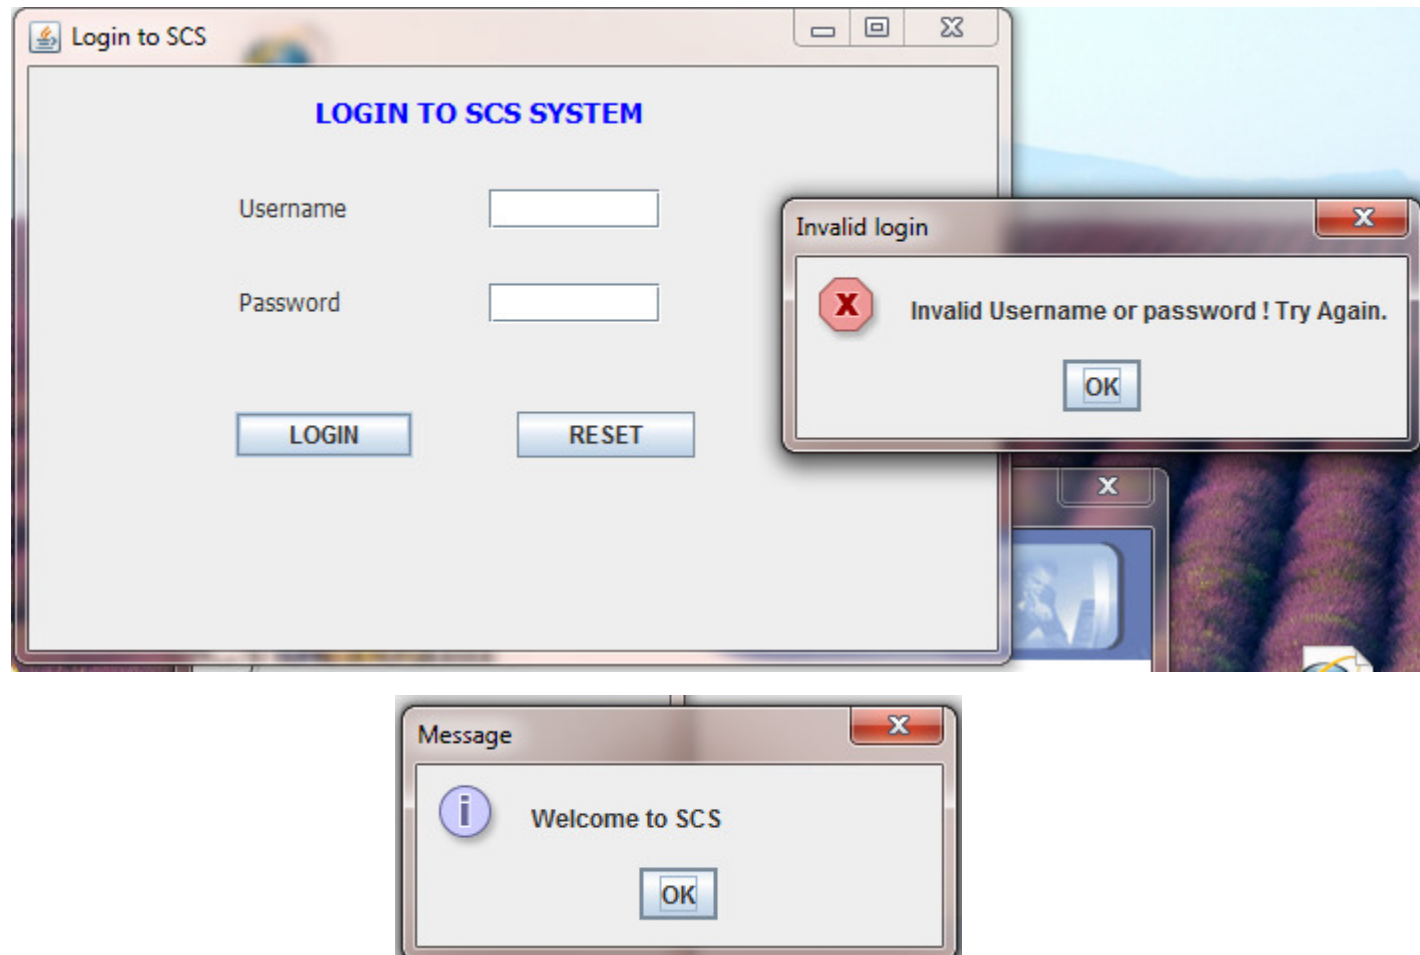 Login to SCS
LOGIN TO SCS SYSTEM
Username
Password
LOGIN RESET
Invalid login
Invalid Username or password ! Try Again.
OK
Message
Welcome to SCS
OK